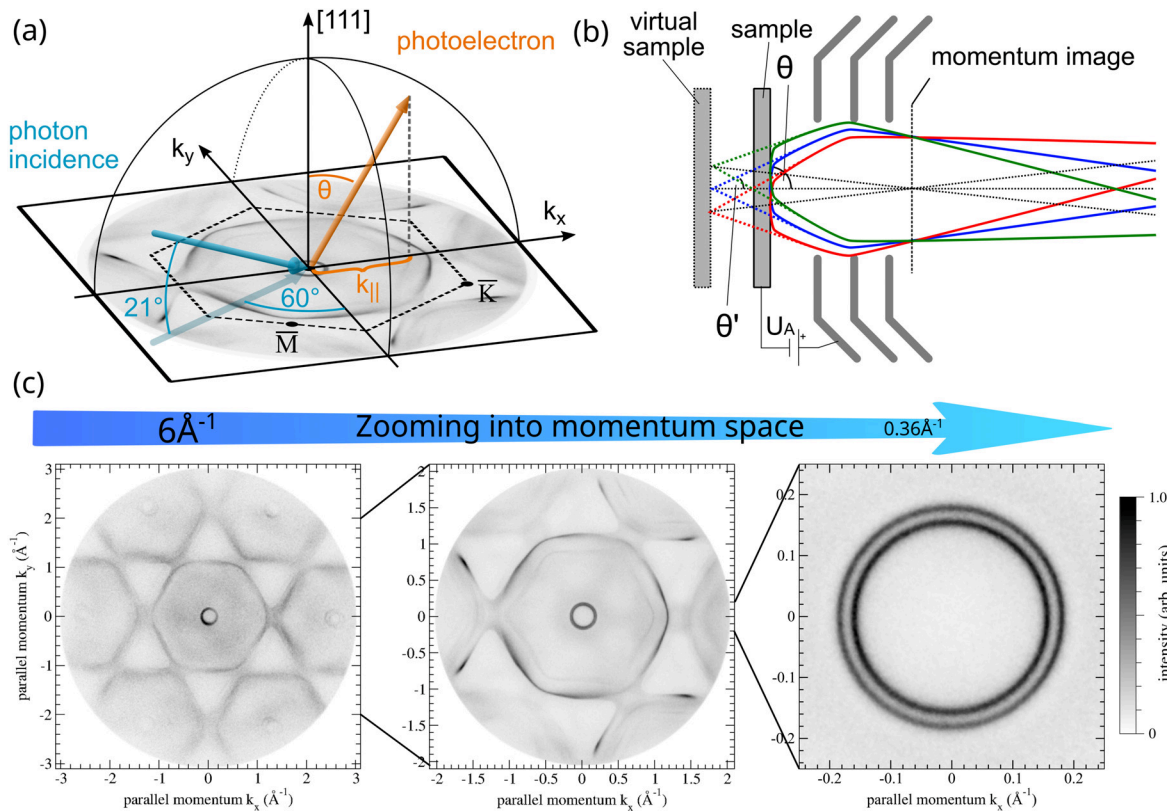 (a)
[111]
photoelectron
photon
incidence
k_y
θ
k_x
21°
60°
k_||
K̅
M̅
(b)
virtual
sample
sample
θ
momentum image
θ'
U_A
+
(c)
6Å⁻¹
Zooming into momentum space
0.36Å⁻¹
parallel momentum k_y (Å⁻¹)
3
2
1
0
-1
-2
-3
-3 -2 -1 0 1 2 3
parallel momentum k_x (Å⁻¹)
2
1.5
1
0.5
0
-0.5
-1
-1.5
-2
-2 -1.5 -1 -0.5 0 0.5 1 1.5 2
parallel momentum k_x (Å⁻¹)
0.2
0.1
0
-0.1
-0.2
-0.2 -0.1 0 0.1 0.2
parallel momentum k_x (Å⁻¹)
1.0
intensity (arb. units)
0